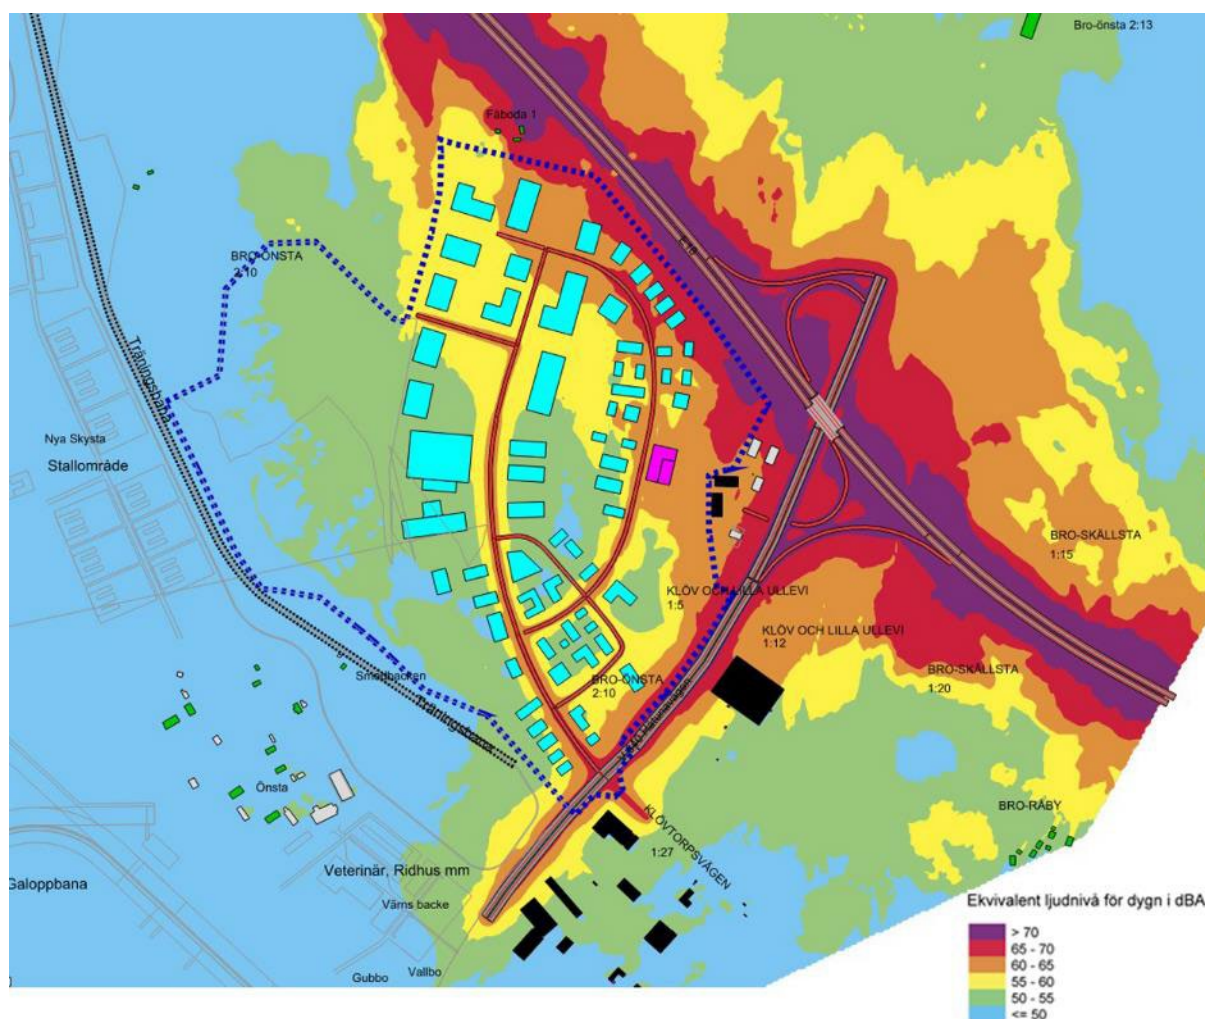 Bro-önsta 2:13
Fäboda 1
E 18
BRO-ÖNSTA
2:10
Träningsbana
Nya Skysta
Stallområde
BRO-SKÄLLSTA
1:15
KLÖV OCH LILLA ULLEVI
1:5
KLÖV OCH LILLA ULLEVI
1:12
BRO-SKÄLLSTA
1:20
Smedbacken
BRO-ÖNSTA
2:10
Träningsbana
Önsta
BRO-RÅBY
KLÖVTORPSVÄGEN
1:27
Veterinär, Ridhus mm
Galoppbana
Värns backe
Vallbo
Gubbo
Ekvivalent ljudnivå för dygn i dBA
> 70
65 - 70
60 - 65
55 - 60
50 - 55
<= 50